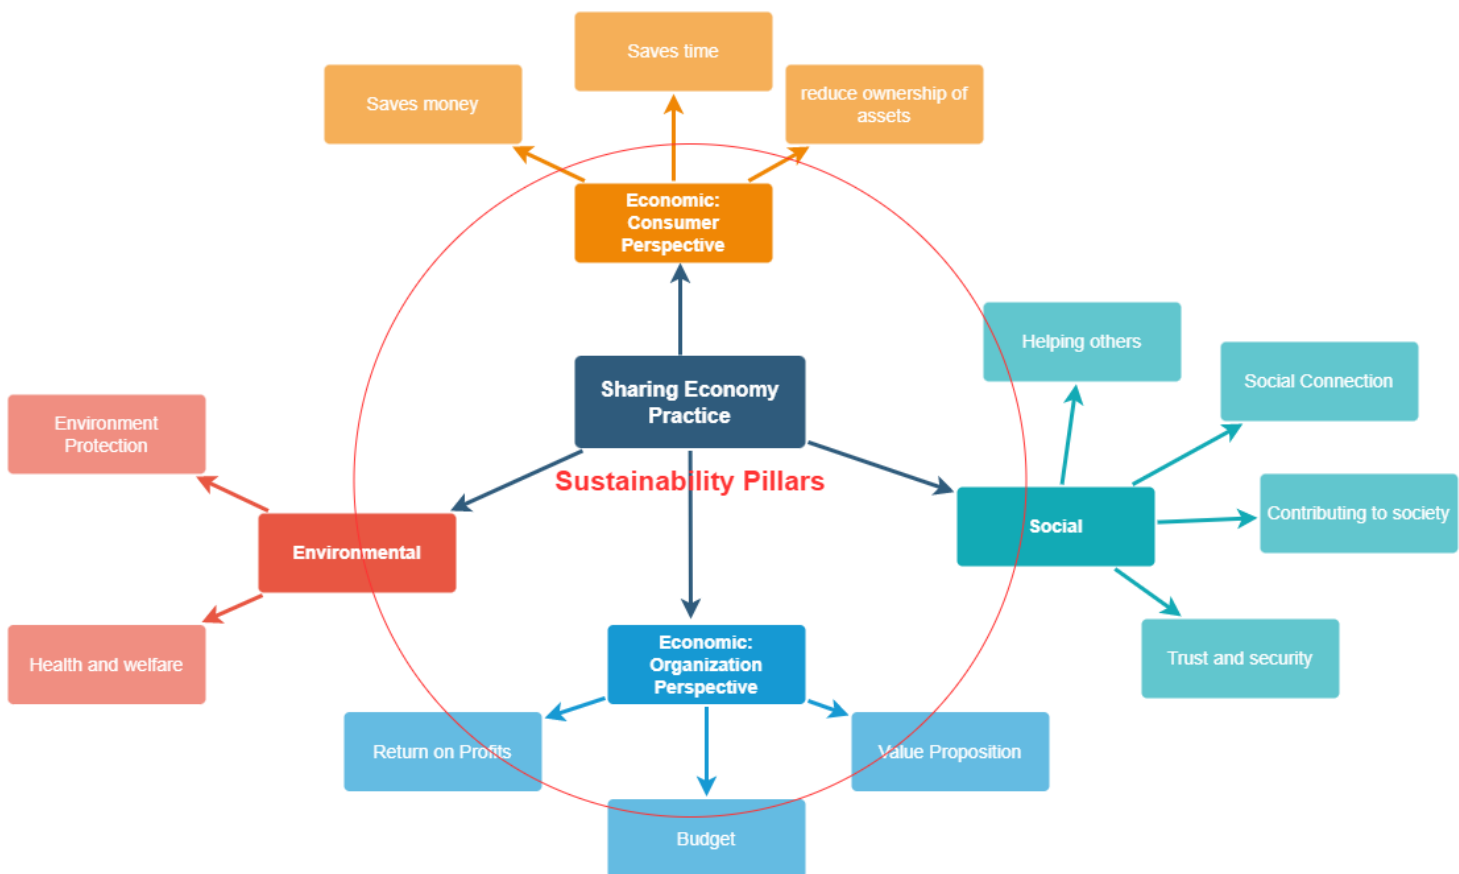 Saves time
Saves money
reduce ownership of
assets
Economic:
Consumer
Perspective
Sharing Economy
Practice
Helping others
Social Connection
Environment
Protection
Sustainability Pillars
Contributing to society
Social
Environmental
Economic:
Organization
Perspective
Health and welfare
Trust and security
Return on Profits
Value Proposition
Budget